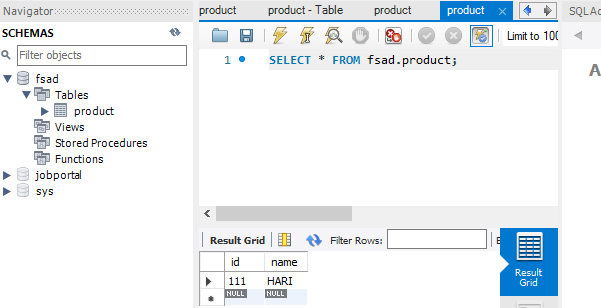 Navigator
SCHEMAS
Filter objects
fsad
Tables
product
Views
Stored Procedures
Functions
jobportal
sys
product
product - Table
product
product
Limit to 100
1
SELECT * FROM fsad.product;
Result Grid
Filter Rows:
id name
111 HARI
NULL NULL
Result
Grid
SQLAc
A